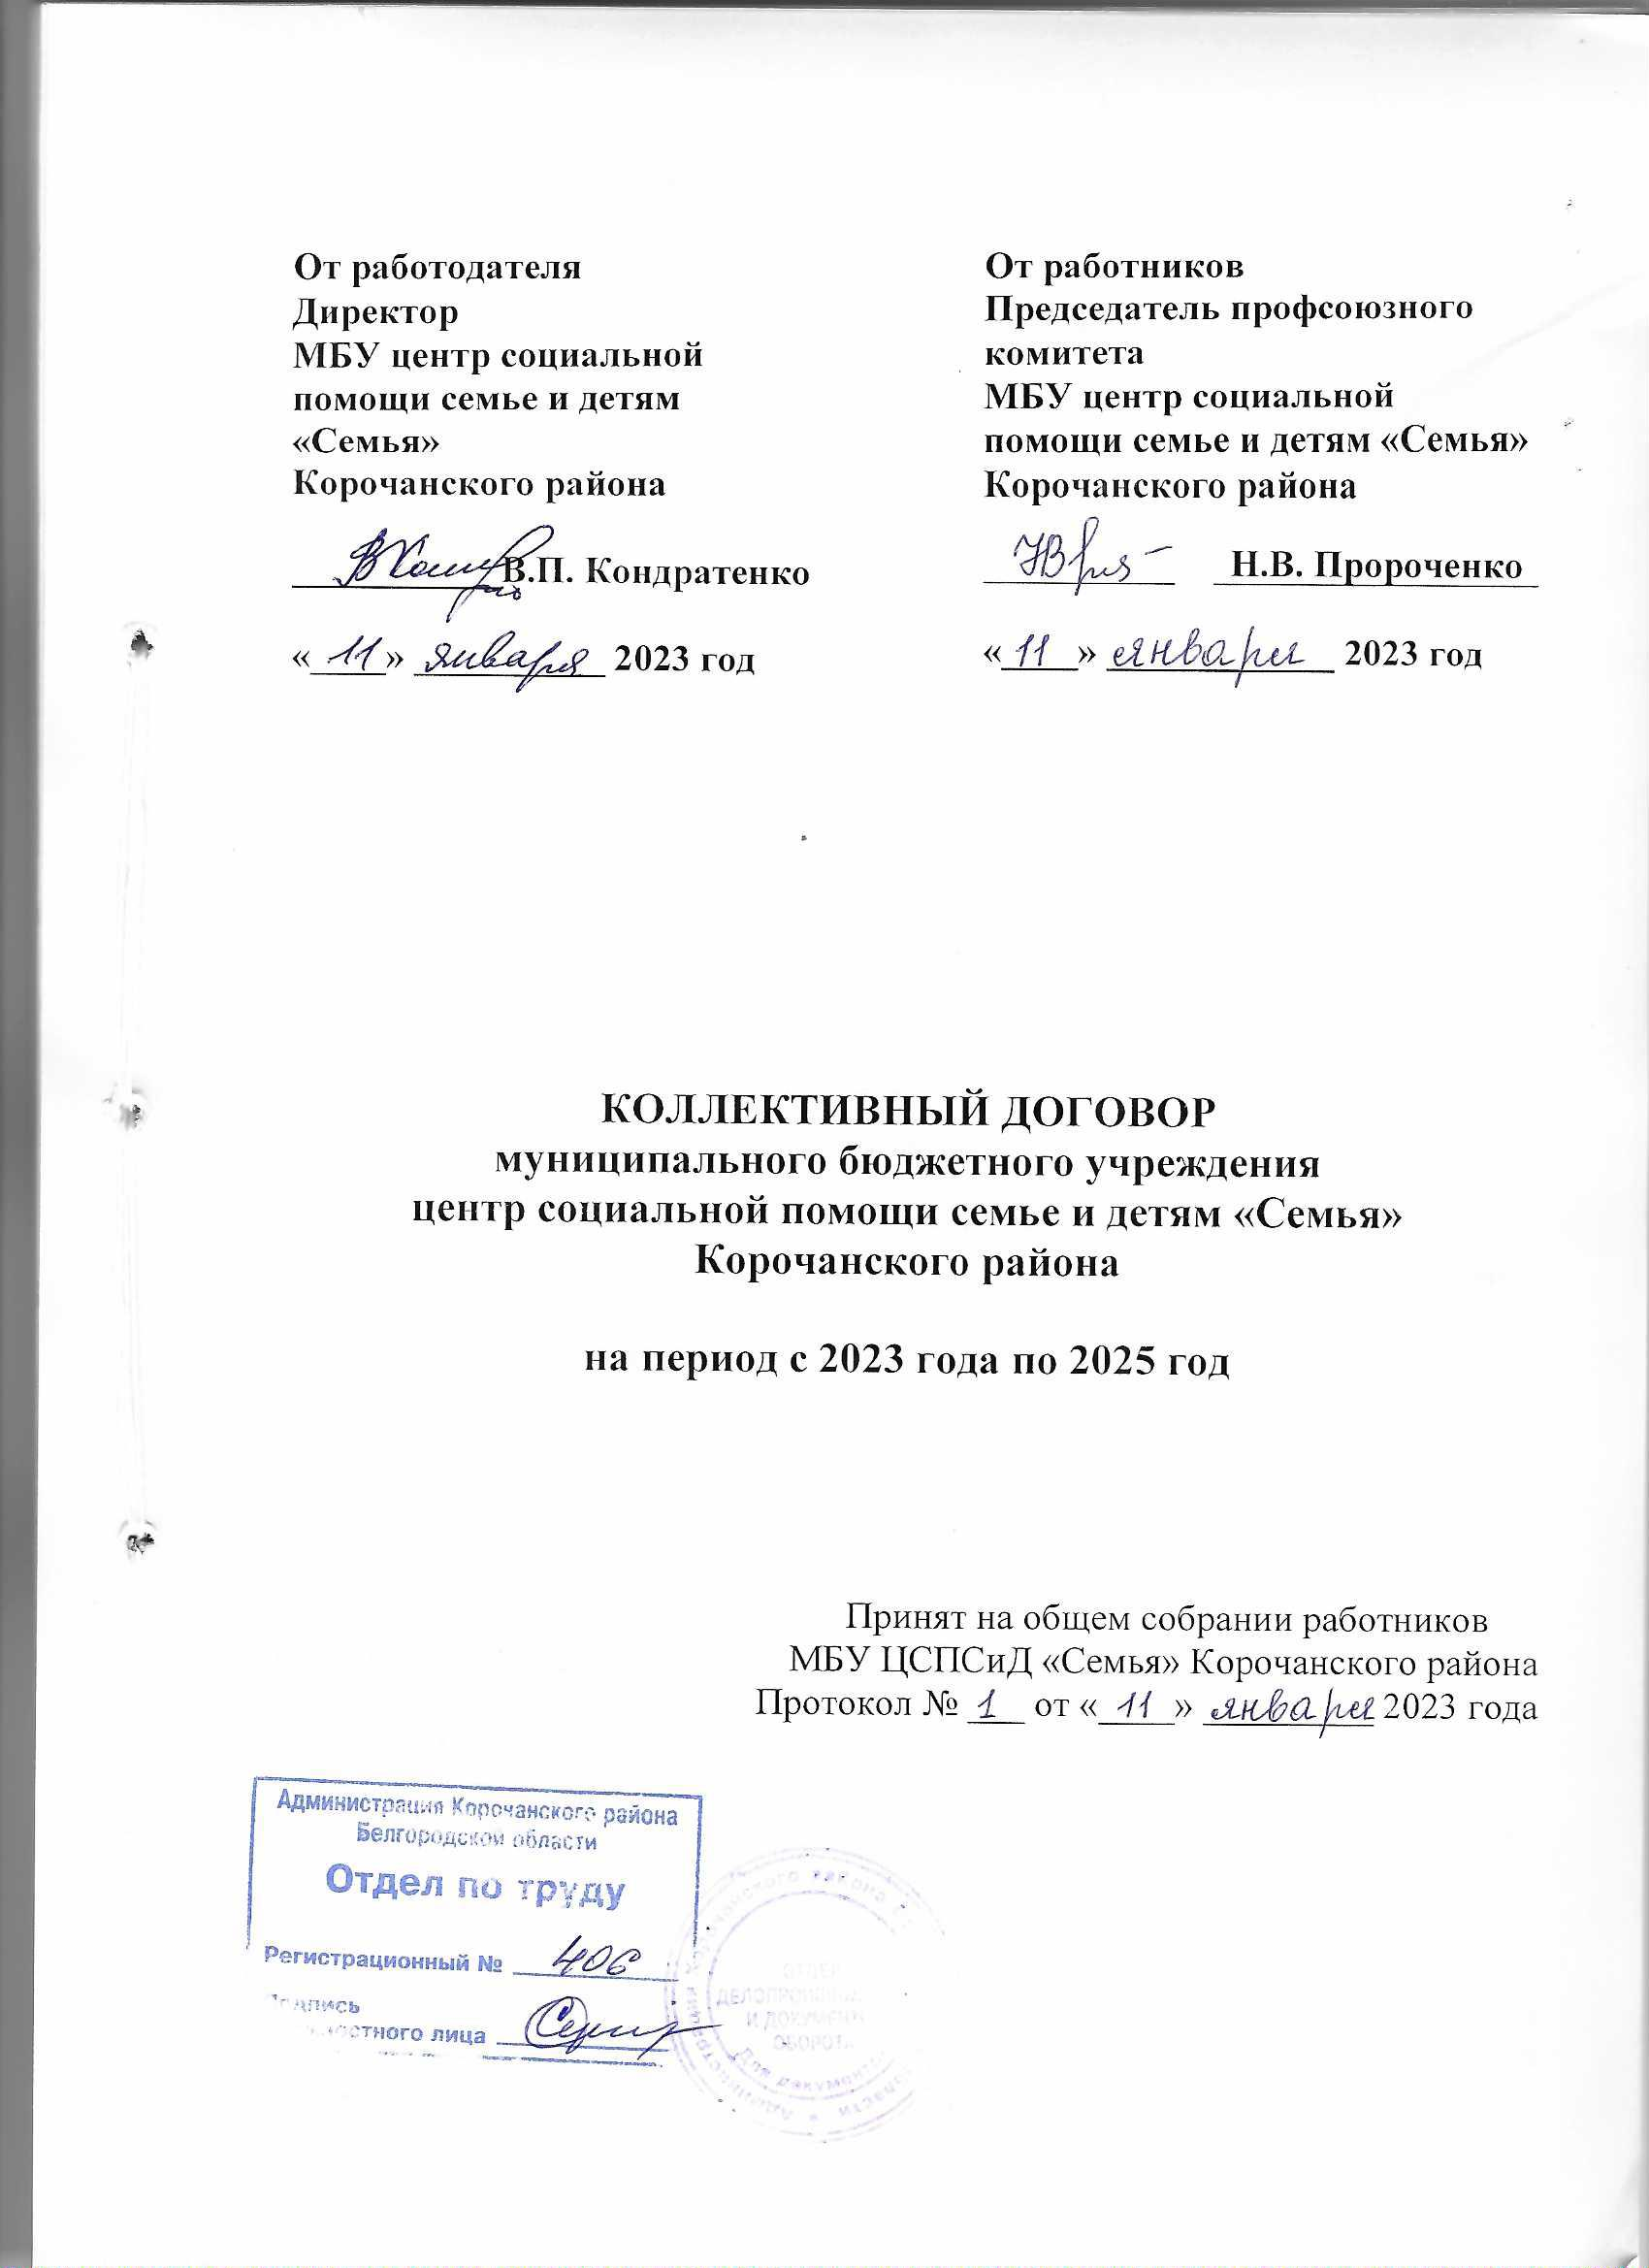 От работодателя
Директор
МБУ центр социальной
помощи семье и детям
«Семья»
Корочанского района
В.П. Кондратенко
«11» января 2023 год
От работников
Председатель профсоюзного
комитета
МБУ центр социальной
помощи семье и детям «Семья»
Корочанского района
Н.В. Пророченко
«11» января 2023 год
КОЛЛЕКТИВНЫЙ ДОГОВОР
муниципального бюджетного учреждения
центр социальной помощи семье и детям «Семья»
Корочанского района
на период с 2023 года по 2025 год
Принят на общем собрании работников
МБУ ЦСПСиД «Семья» Корочанского района
Протокол № 1 от «11» января 2023 года
Администрация Корочанского района
Белгородской области
Отдел по труду
Регистрационный № 406
Подпись
лица